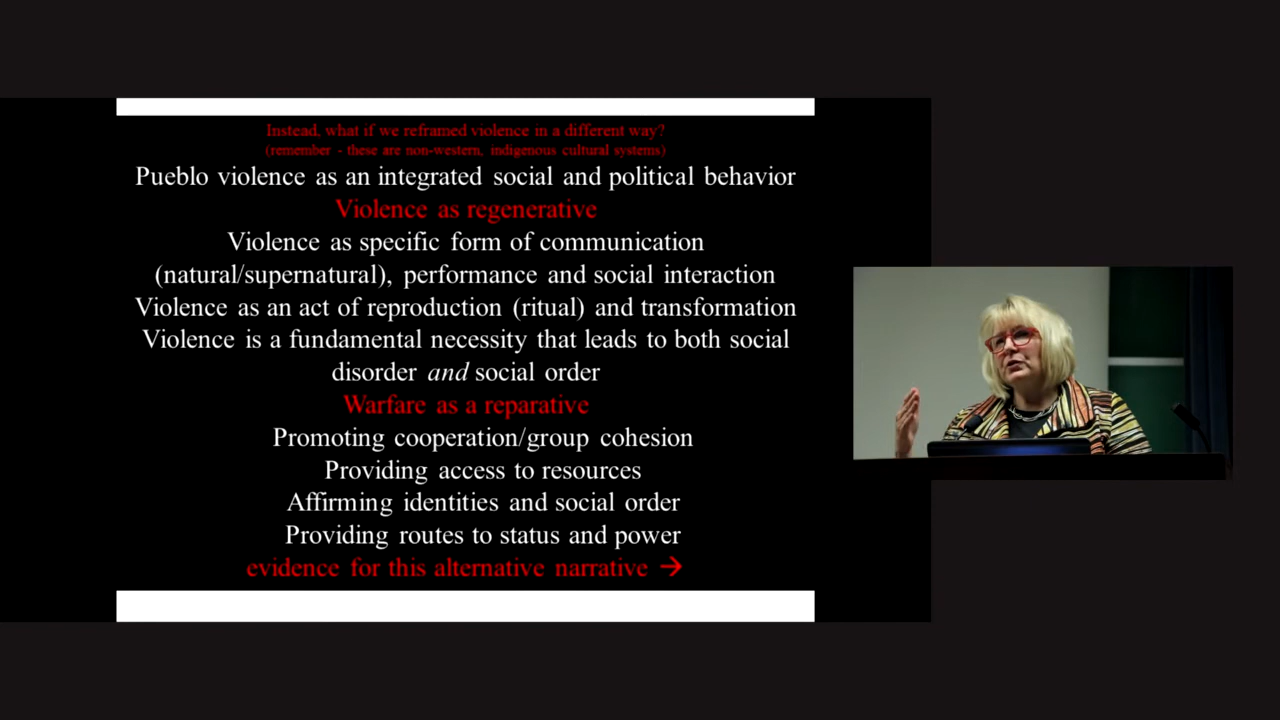 Instead, what if we reframed violence in a different way?
(remember - these are non-western, indigenous cultural systems)
Pueblo violence as an integrated social and political behavior
Violence as regenerative
Violence as specific form of communication
(natural/supernatural), performance and social interaction
Violence as an act of reproduction (ritual) and transformation
Violence is a fundamental necessity that leads to both social
disorder and social order
Warfare as a reparative
Promoting cooperation/group cohesion
Providing access to resources
Affirming identities and social order
Providing routes to status and power
evidence for this alternative narrative →